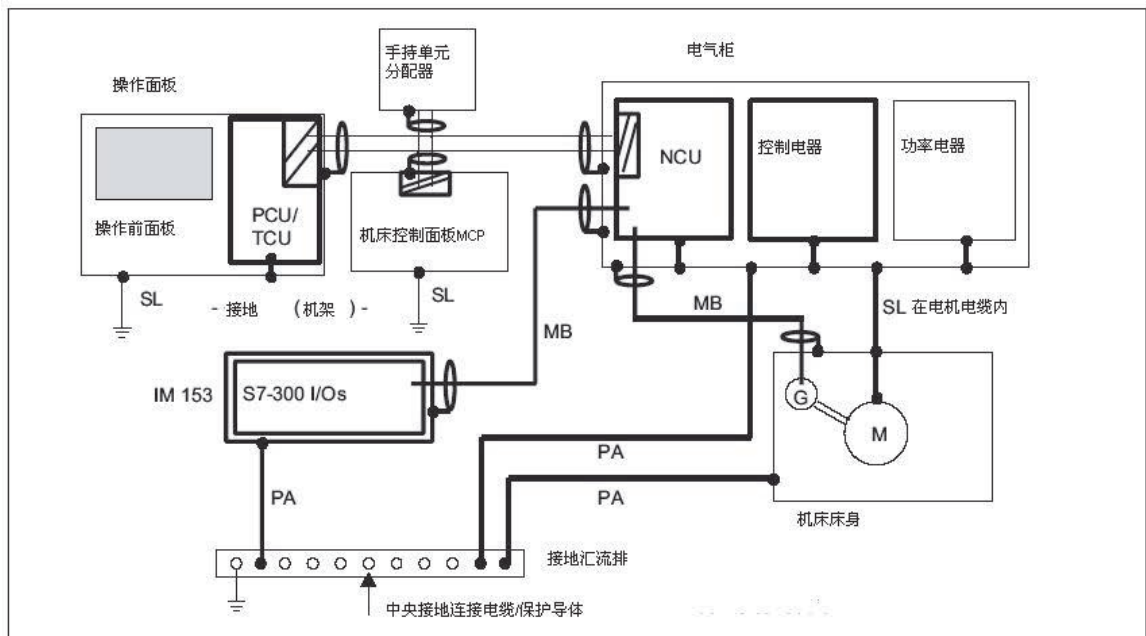 手持单元
分配器
电气柜
操作面板
NCU
控制电器
功率电器
PCU/
TCU
操作前面板
机床控制面板MCP
SL
- 接地 (机架 ) -
SL
MB
MB
SL 在电机电缆内
IM 153
S7-300 I/Os
G
M
PA
PA
PA
机床床身
接地汇流排
中央接地连接电缆/保护导体